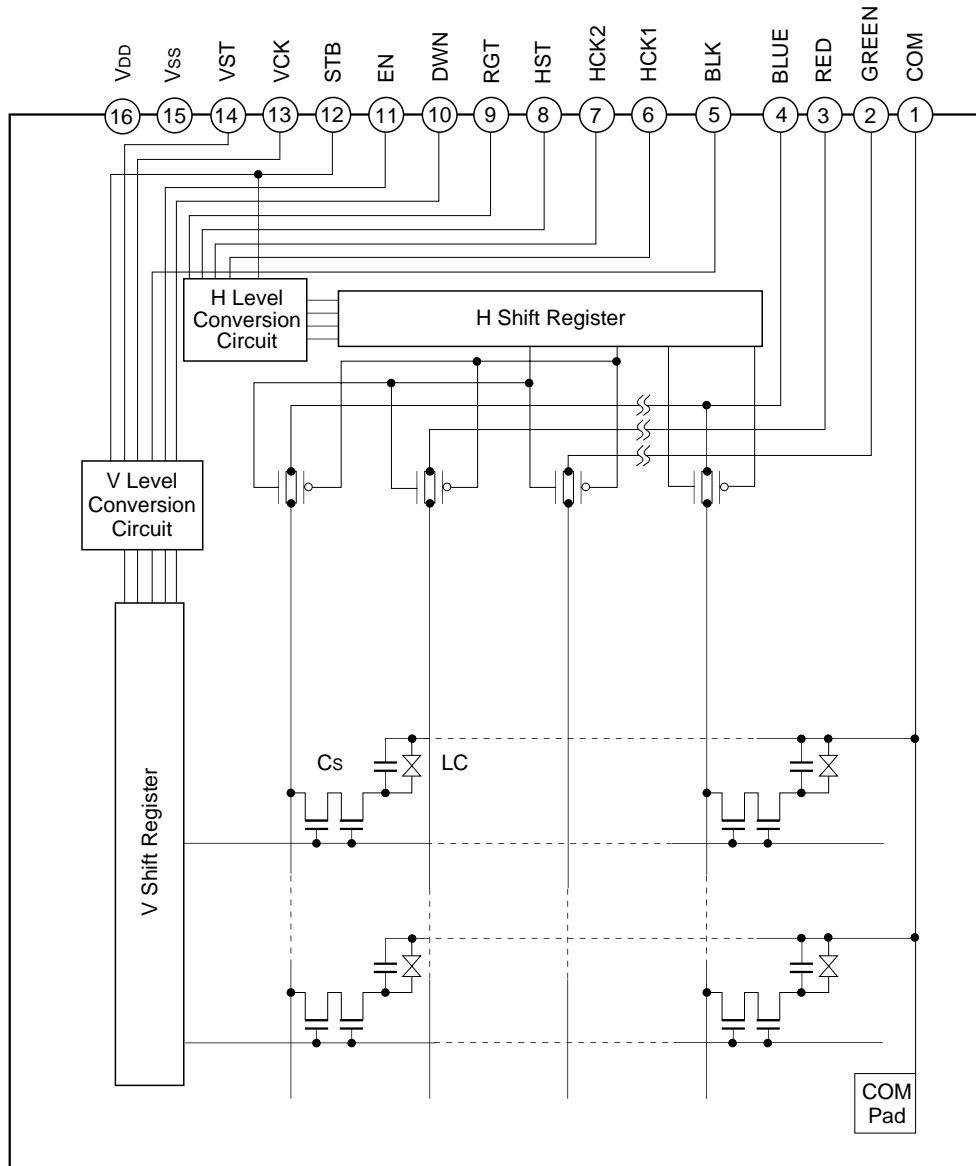 VDD
VSS
VST
VCK
STB
EN
DWN
RGT
HST
HCK2
HCK1
BLK
BLUE
RED
GREEN
COM
16
15
14
13
12
11
10
9
8
7
6
5
4
3
2
1
H Level
Conversion
Circuit
H Shift Register
V Level
Conversion
Circuit
V Shift Register
Cs
LC
COM
Pad